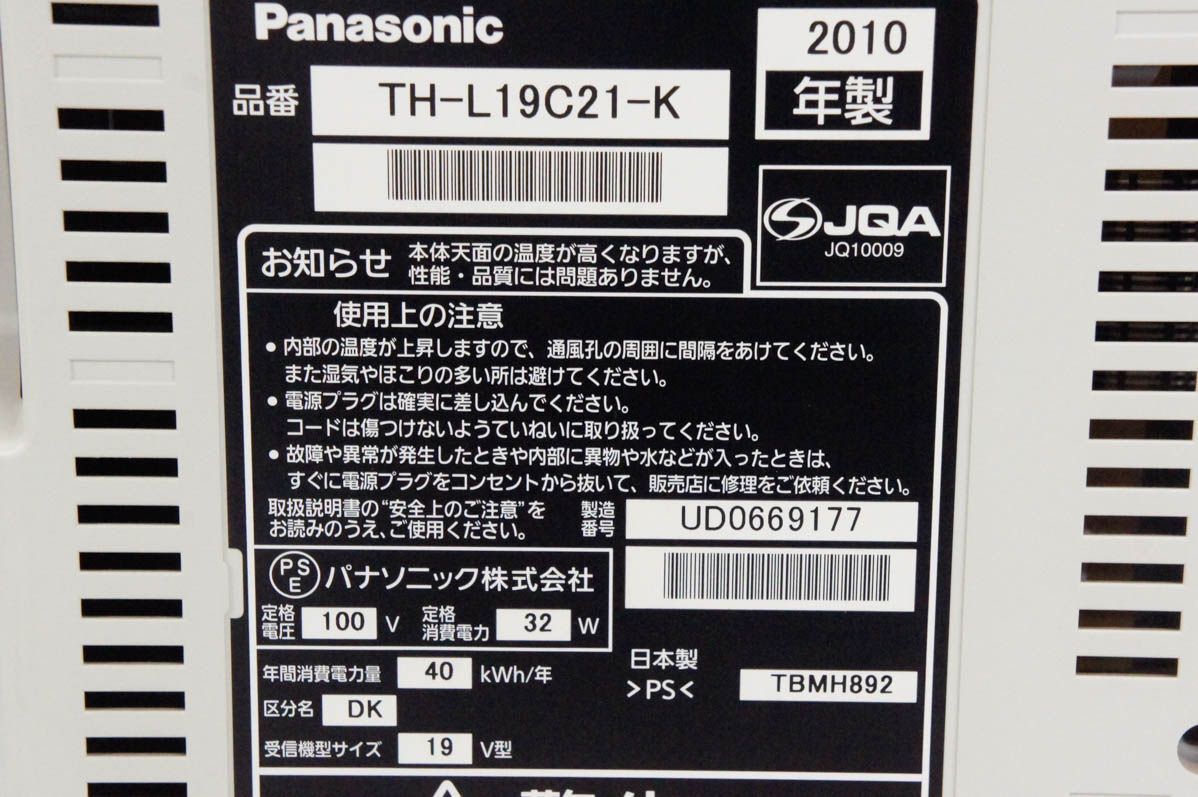 Panasonic
2010
年製
品番 TH-L19C21-K
JQA
JQ10009
お知らせ 本体天面の温度が高くなりますが、
性能・品質には問題ありません。
使用上の注意
● 内部の温度が上昇しますので、通風孔の周囲に間隔をあけてください。
また湿気やほこりの多い所は避けてください。
● 電源プラグは確実に差し込んでください。
コードは傷つけないようていねいに取り扱ってください。
● 故障や異常が発生したときや内部に異物や水などが入ったときは、
すぐに電源プラグをコンセントから抜いて、販売店に修理をご依頼ください。
取扱説明書の“安全上のご注意”を
お読みのうえ、ご使用ください。
製造
番号 UD0669177
PSE パナソニック株式会社
定格
電圧 100 V 定格
消費電力 32 W
年間消費電力量 40 kWh/年
区分名 DK
受信機型サイズ 19 V型
日本製
>PS<
TBMH892